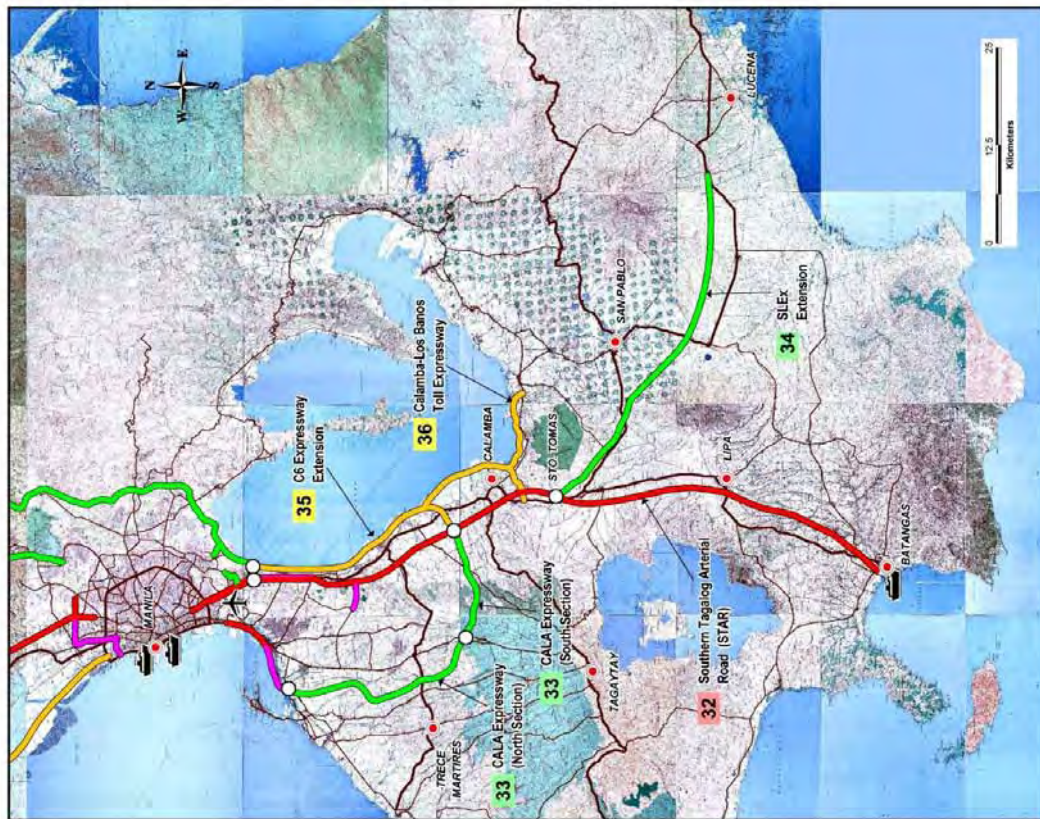 N
E
S
W
MANILA
35 C6 Expressway
Extension
36 Calamba-Los Banos
Toll Expressway
CALAMBA
STO TOMAS
SAN PABLO
LUCENA
34 SLEx
Extension
LIPA
BATANGAS
32 Southern Tagalog Arterial
Road (STAR)
TAGAYTAY
33 CALA Expressway
(South Section)
33 CALA Expressway
(North Section)
TRECE
MARTIRES
0 12.5 25
Kilometers